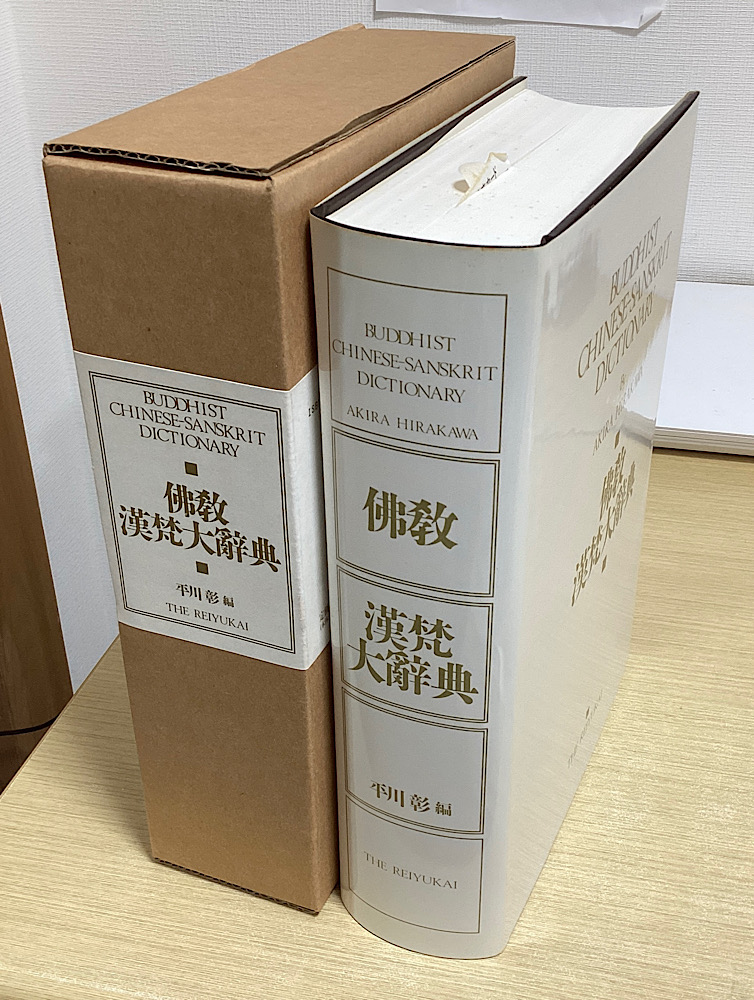 BUDDHIST
CHINESE-SANSKRIT
DICTIONARY
佛教
漢梵大辭典
平川彰 編
THE REIYUKAI
BUDDHIST
CHINESE-SANSKRIT
DICTIONARY
AKIRA HIRAKAWA
佛教
漢梵
大辭典
平川彰 編
THE REIYUKAI
BUDDHIST
CHINESE-SANSKRIT
DICTIONARY
佛教
漢梵大辭典